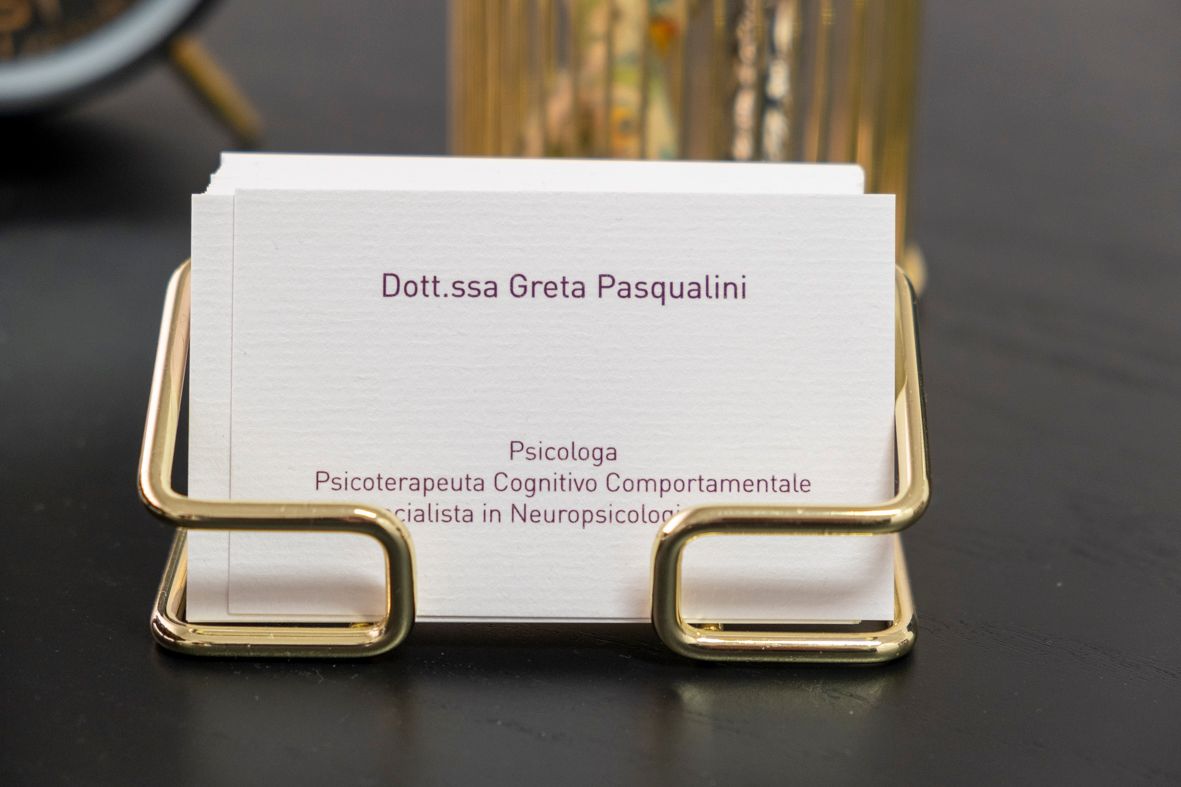 Dott.ssa Greta Pasqualini
Psicologa
Psicoterapeuta Cognitivo Comportamentale
in